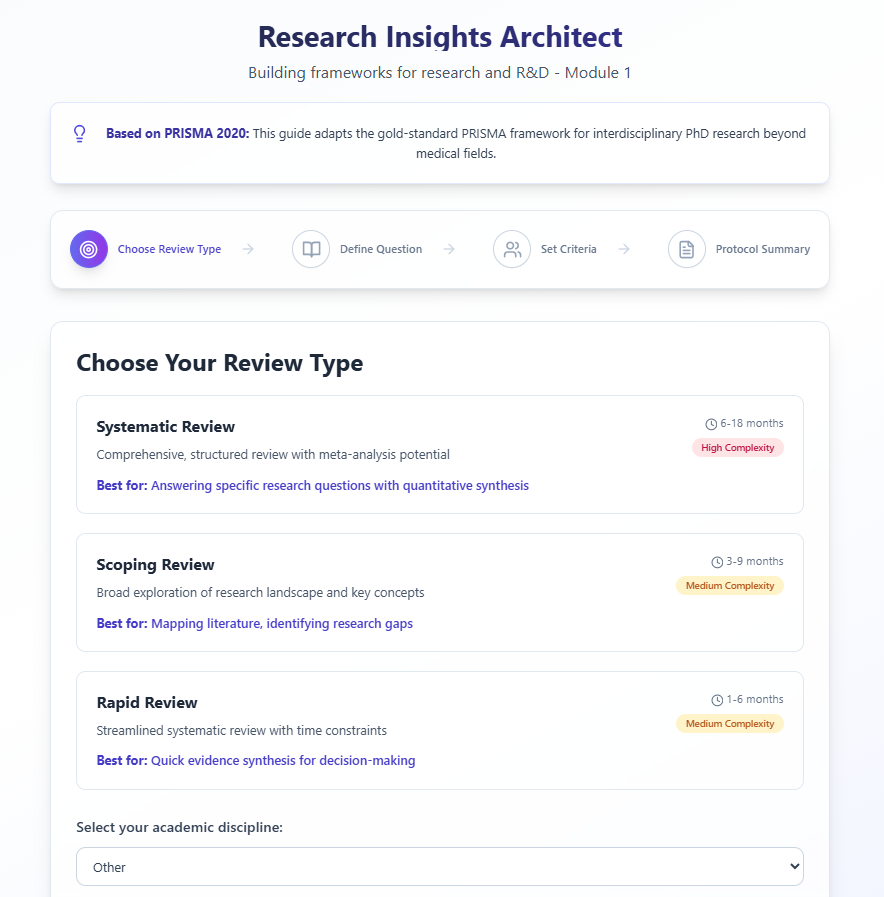 Research Insights Architect
Building frameworks for research and R&D - Module 1
Based on PRISMA 2020: This guide adapts the gold-standard PRISMA framework for interdisciplinary PhD research beyond
medical fields.
Choose Review Type
Define Question
Set Criteria
Protocol Summary
Choose Your Review Type
Systematic Review
6-18 months
High Complexity
Comprehensive, structured review with meta-analysis potential
Best for: Answering specific research questions with quantitative synthesis
Scoping Review
3-9 months
Medium Complexity
Broad exploration of research landscape and key concepts
Best for: Mapping literature, identifying research gaps
Rapid Review
1-6 months
Medium Complexity
Streamlined systematic review with time constraints
Best for: Quick evidence synthesis for decision-making
Select your academic discipline:
Other